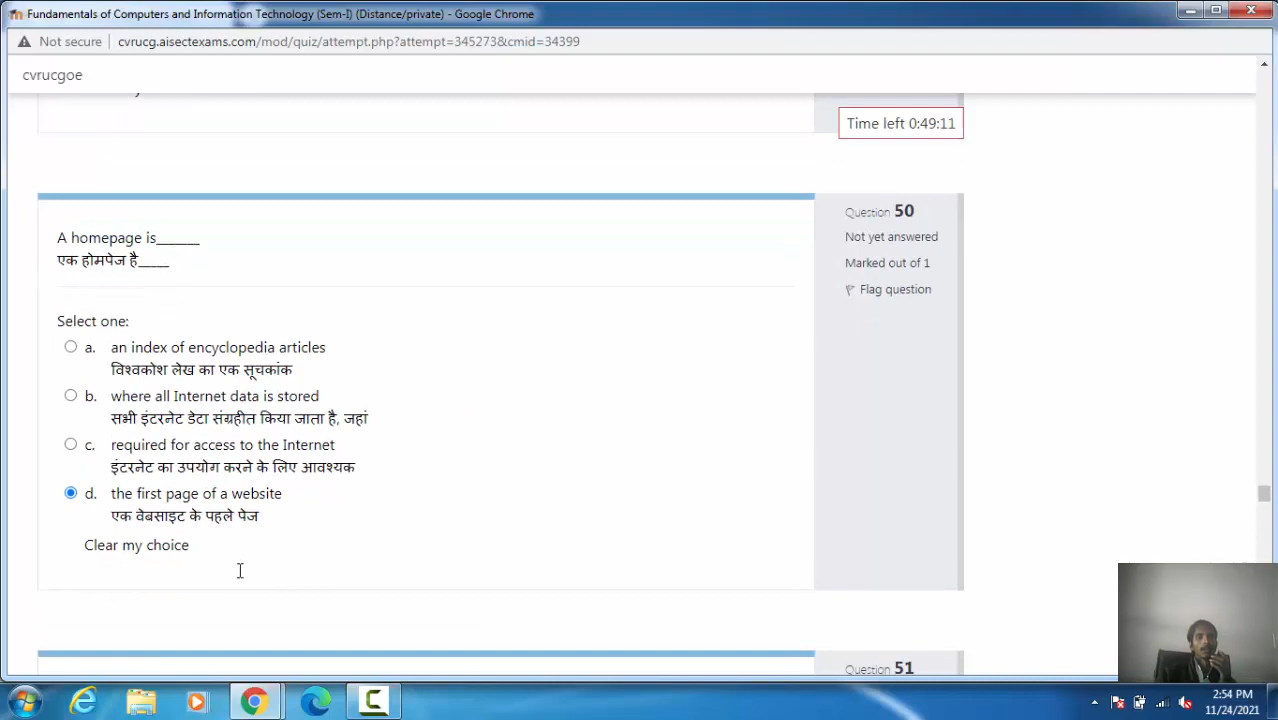 Fundamentals of Computers and Information Technology (Sem-I) (Distance/private) - Google Chrome
Not secure | cvrucg.aisectexams.com/mod/quiz/attempt.php?attempt=345273&cmid=34399
cvrucgoe
Time left 0:49:11
A homepage is_______
एक होमपेज है_____
Question 50
Not yet answered
Marked out of 1
Flag question
Select one:
a. an index of encyclopedia articles
विश्वकोश लेख का एक सूचकांक
b. where all Internet data is stored
सभी इंटरनेट डेटा संग्रहीत किया जाता है, जहां
c. required for access to the Internet
इंटरनेट का उपयोग करने के लिए आवश्यक
d. the first page of a website
एक वेबसाइट के पहले पेज
Clear my choice
Question 51
2:54 PM
11/24/2021